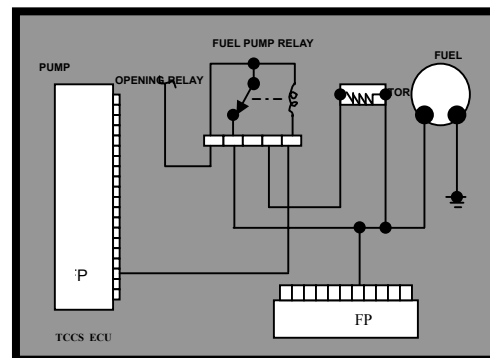 FUEL PUMP RELAY
FUEL
PUMP
OPENING RELAY
TOR
FP
FP
TCCS ECU